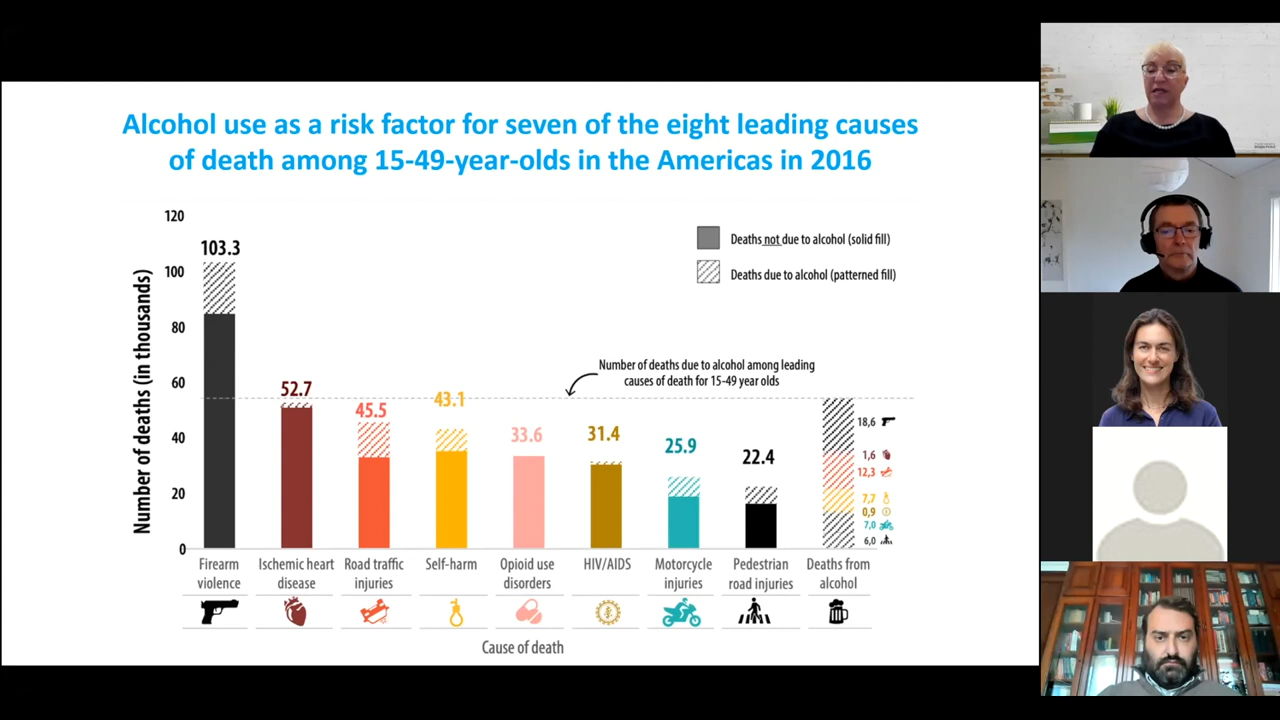 Alcohol use as a risk factor for seven of the eight leading causes
of death among 15-49-year-olds in the Americas in 2016
Number of deaths (in thousands)
120
100
80
60
40
20
0
103.3
52.7
45.5
43.1
33.6
31.4
25.9
22.4
Deaths not due to alcohol (solid fill)
Deaths due to alcohol (patterned fill)
Number of deaths due to alcohol among leading
causes of death for 15-49 year olds
18,6
1,6
12,3
7,7
0,9
7,0
6,0
Firearm
violence
Ischemic heart
disease
Road traffic
injuries
Self-harm
Opioid use
disorders
HIV/AIDS
Motorcycle
injuries
Pedestrian
road injuries
Deaths from
alcohol
Cause of death